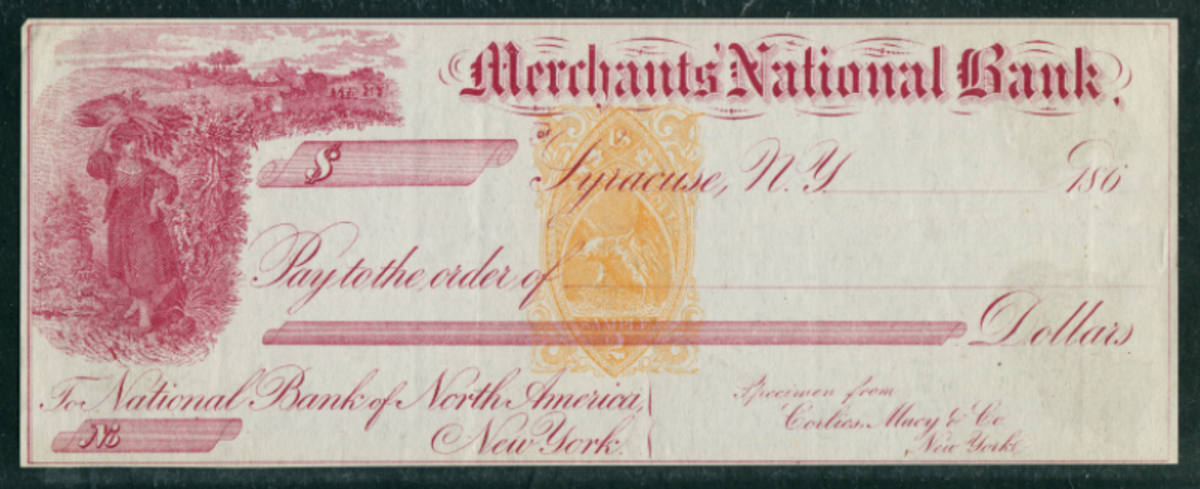 Merchants' National Bank.
$
Syracuse, N.Y. 186
Pay to the order of
SAMPLE
Dollars
To National Bank of North America,
New York.
No
Specimen from
Corlies, Macy & Co.
New York.